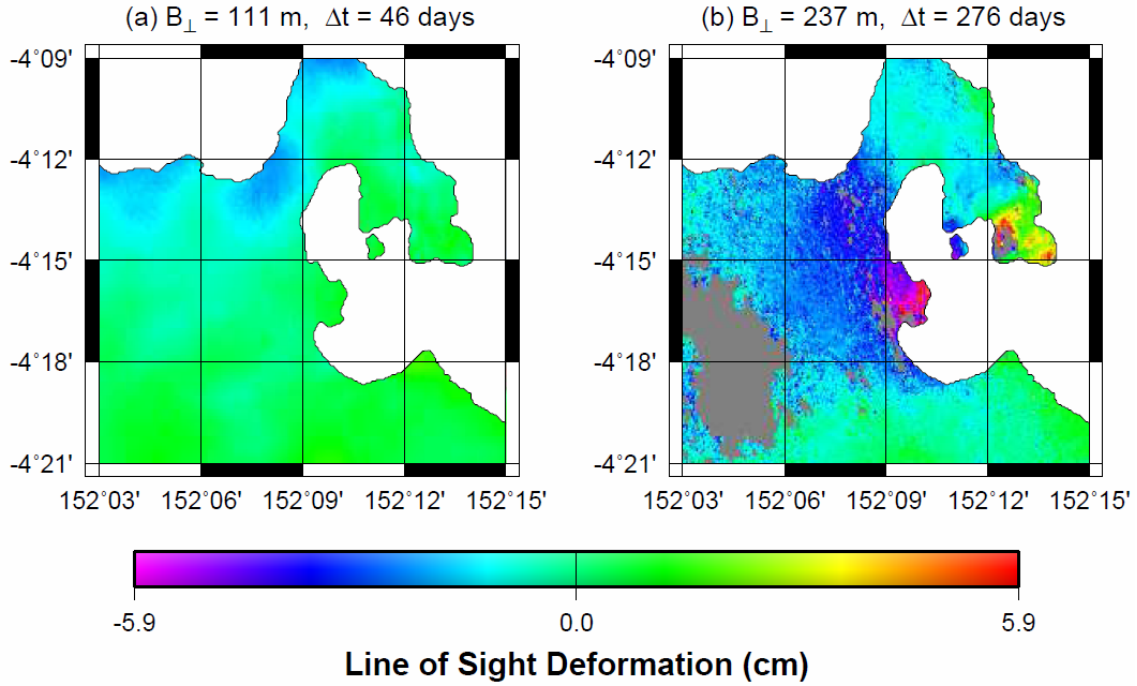 (a) B⊥ = 111 m, Δt = 46 days
(b) B⊥ = 237 m, Δt = 276 days
-4°09'
-4°12'
-4°15'
-4°18'
-4°21'
152°03' 152°06' 152°09' 152°12' 152°15'
-4°09'
-4°12'
-4°15'
-4°18'
-4°21'
152°03' 152°06' 152°09' 152°12' 152°15'
-5.9 0.0 5.9
Line of Sight Deformation (cm)